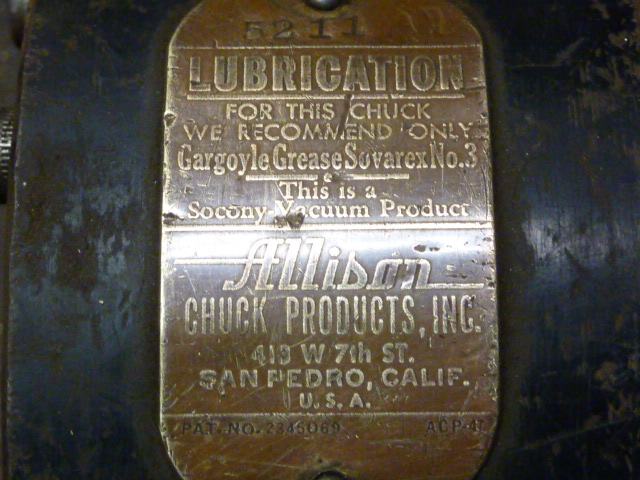 5211
LUBRICATION
FOR THIS CHUCK
WE RECOMMEND ONLY
Gargoyle Grease Sovarex No. 3
This is a
Socony-Vacuum Product
Allison
CHUCK PRODUCTS, INC.
413 W 7th ST.
SAN PEDRO, CALIF.
U. S. A.
PAT. NO. 2346069 ACP-47